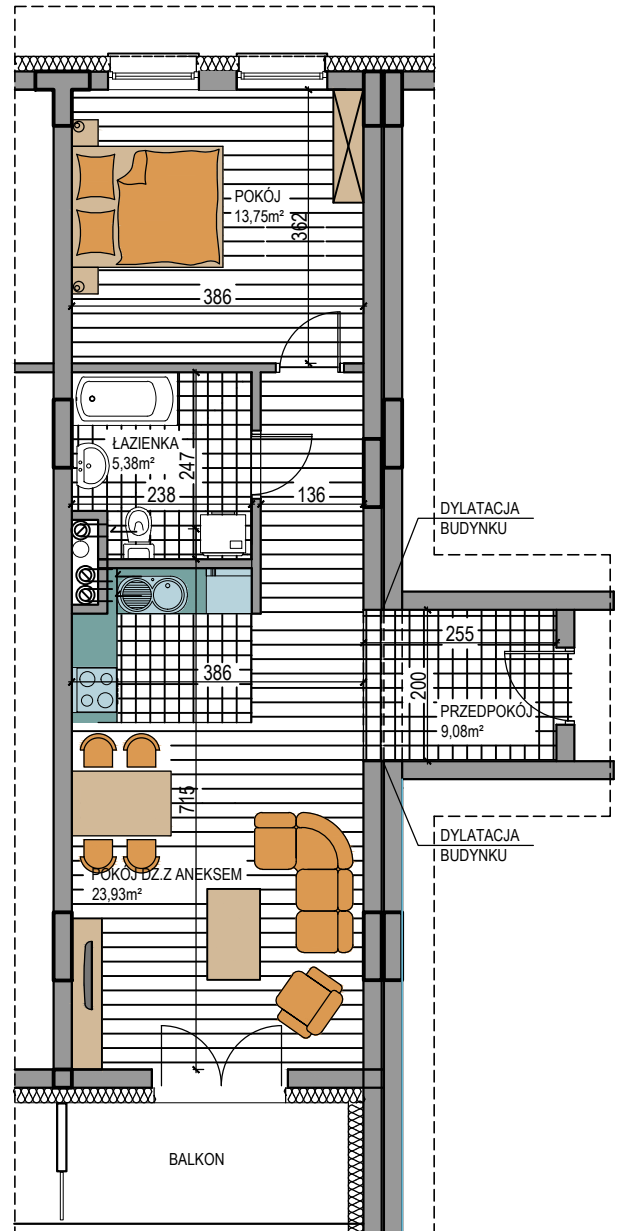 POKÓJ
13,75m²
362
386
ŁAZIENKA
5,38m²
247
238
136
DYLATACJA
BUDYNKU
255
386
200
PRZEDPOKÓJ
9,08m²
715
DYLATACJA
BUDYNKU
POKÓJ DZ.Z ANEKSEM
23,93m²
BALKON